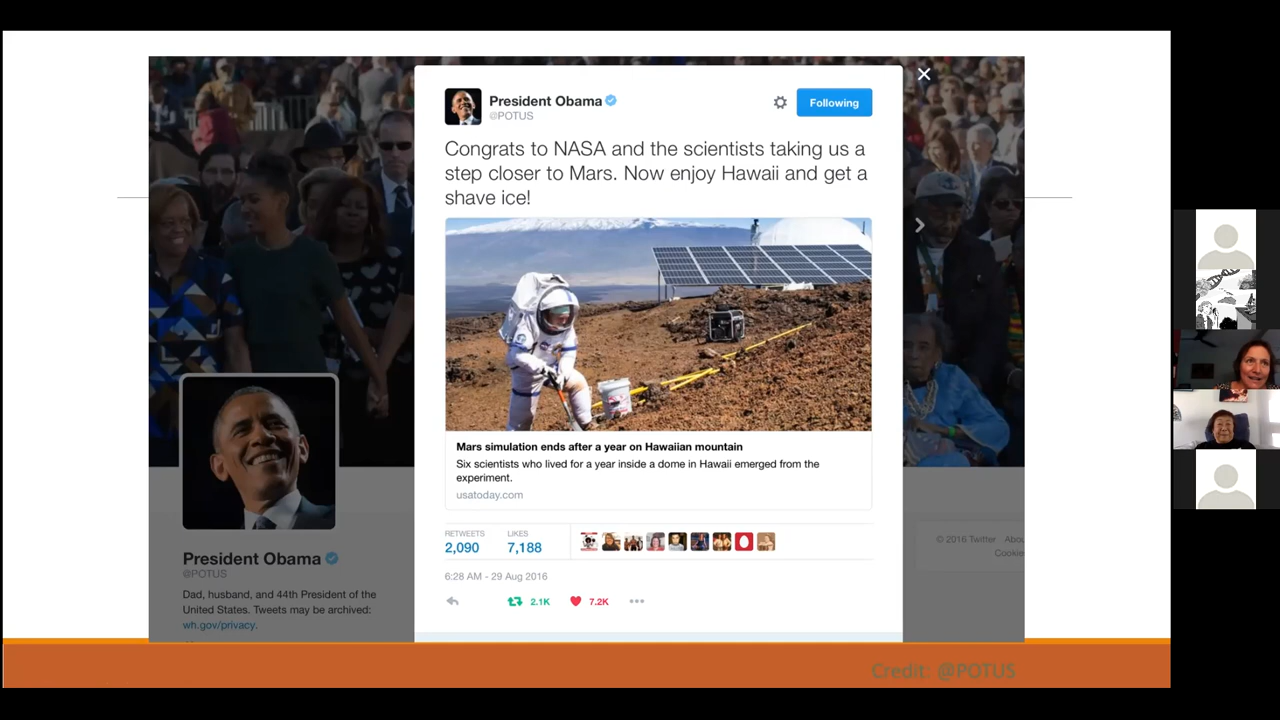 President Obama
@POTUS
Following
Congrats to NASA and the scientists taking us a
step closer to Mars. Now enjoy Hawaii and get a
shave ice!
Mars simulation ends after a year on Hawaiian mountain
Six scientists who lived for a year inside a dome in Hawaii emerged from the
experiment.
usatoday.com
RETWEETS
2,090
LIKES
7,188
6:28 AM - 29 Aug 2016
2.1K
7.2K
President Obama
@POTUS
Dad, husband, and 44th President of the
United States. Tweets may be archived:
wh.gov/privacy.
© 2016 Twitter Abou
Cookie
Credit: @POTUS